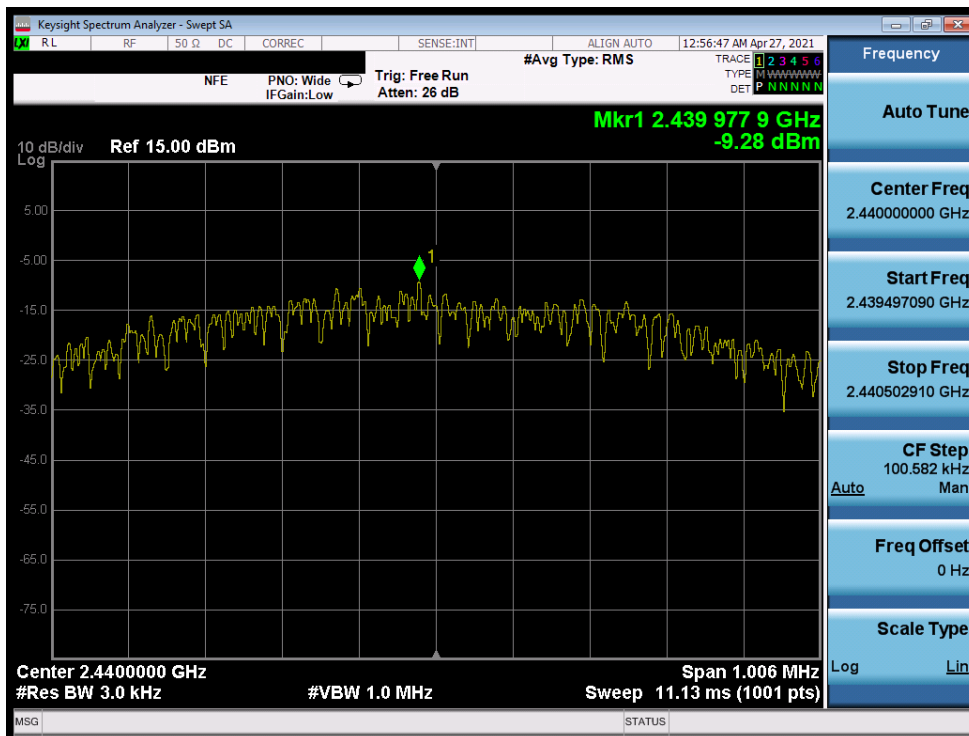 Keysight Spectrum Analyzer - Swept SA
LXI RL RF 50 Ω DC CORREC SENSE:INT ALIGN AUTO 12:56:47 AM Apr 27, 2021
#Avg Type: RMS
TRACE 1 2 3 4 5 6
TYPE M W W W W W
DET P N N N N N
NFE
PNO: Wide
IFGain:Low
Trig: Free Run
Atten: 26 dB
Mkr1 2.439 977 9 GHz
-9.28 dBm
10 dB/div
Log
Ref 15.00 dBm
1
5.00
-5.00
-15.0
-25.0
-35.0
-45.0
-55.0
-65.0
-75.0
Center 2.4400000 GHz
Span 1.006 MHz
#Res BW 3.0 kHz
#VBW 1.0 MHz
Sweep 11.13 ms (1001 pts)
MSG
STATUS
Frequency
Auto Tune
Center Freq
2.440000000 GHz
Start Freq
2.439497090 GHz
Stop Freq
2.440502910 GHz
CF Step
100.582 kHz
Auto Man
Freq Offset
0 Hz
Scale Type
Log Lin